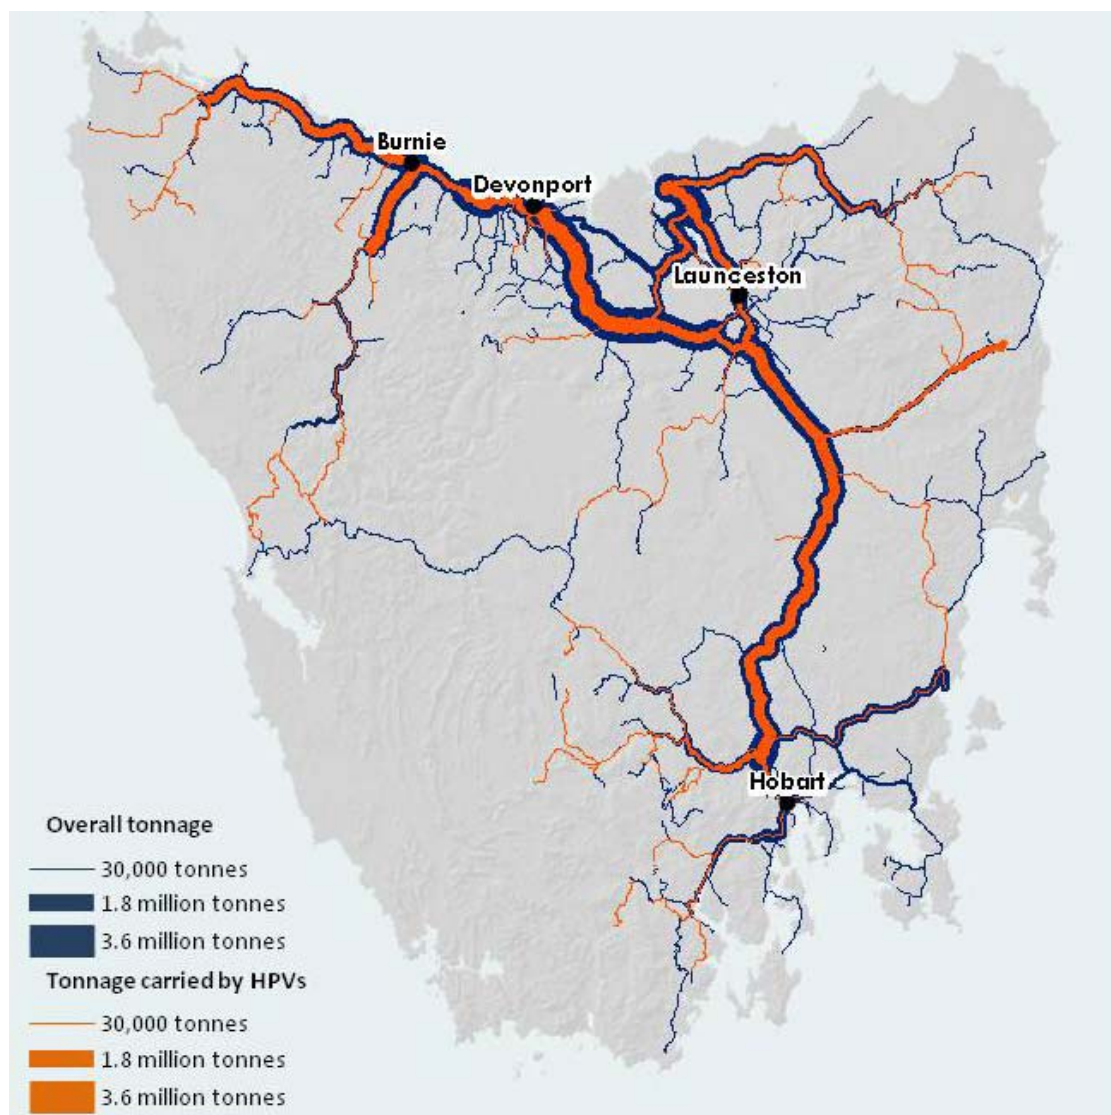 Burnie
Devonport
Launceston
Hobart
Overall tonnage
30,000 tonnes
1.8 million tonnes
3.6 million tonnes
Tonnage carried by HPVs
30,000 tonnes
1.8 million tonnes
3.6 million tonnes